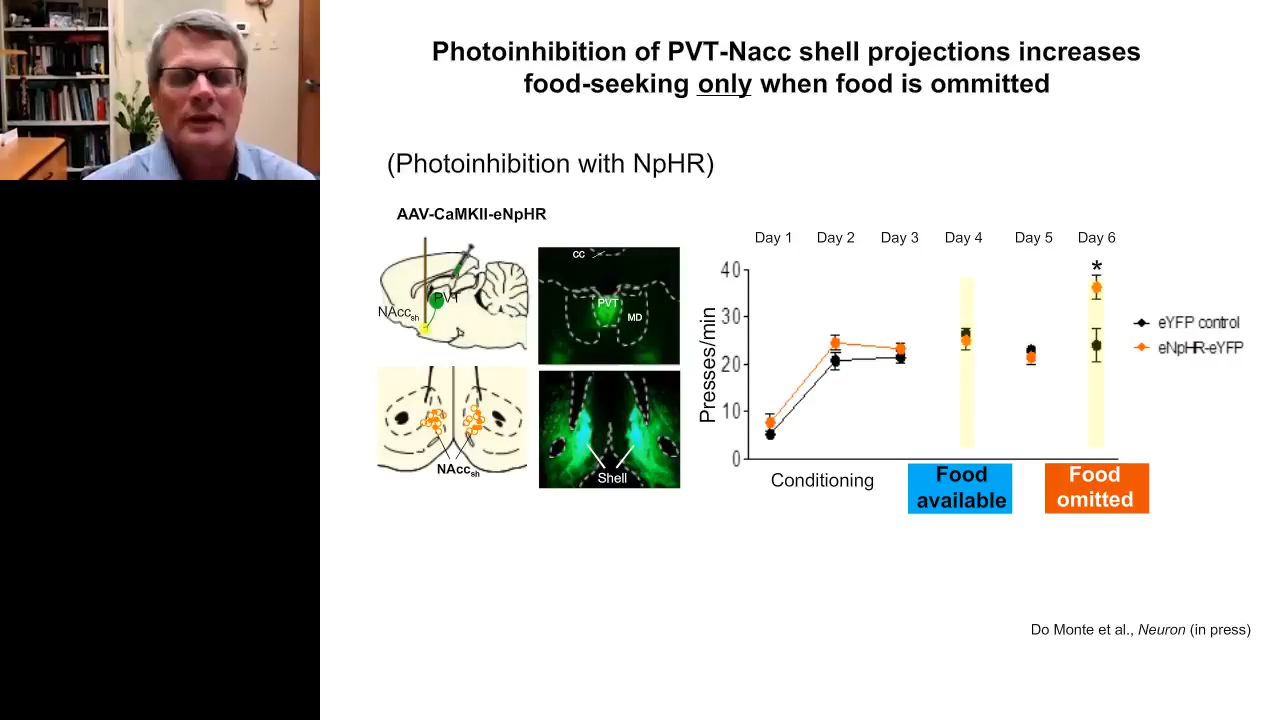 Photoinhibition of PVT-Nacc shell projections increases
food-seeking only when food is ommitted
(Photoinhibition with NpHR)
AAV-CaMKII-eNpHR
PVT
NAccsh
cc
PVT
MD
NAccsh
Shell
Day 1 Day 2 Day 3 Day 4 Day 5 Day 6
*
Presses/min
40
30
20
10
0
eYFP control
eNpHR-eYFP
Conditioning
Food
available
Food
omitted
Do Monte et al., Neuron (in press)